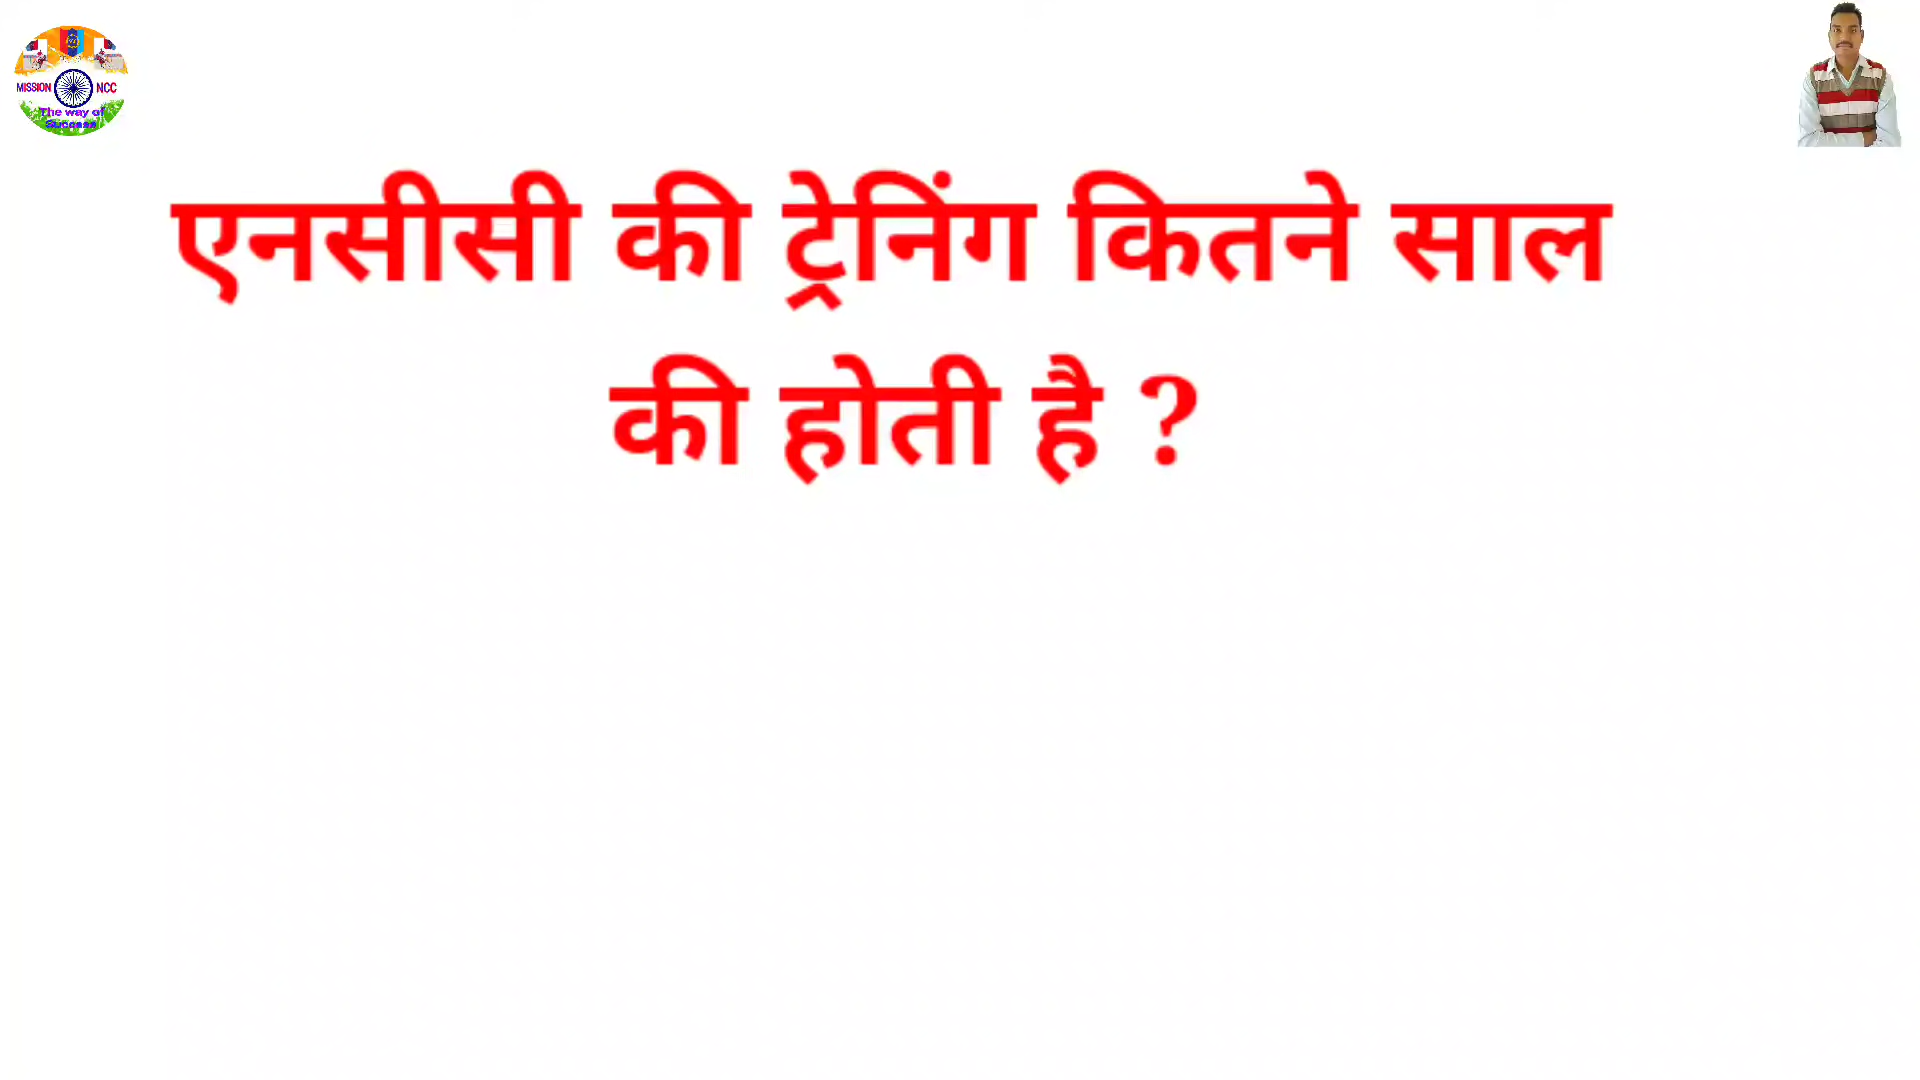 MISSION NCC
The way of
Success
एनसीसी की ट्रेनिंग कितने साल
की होती है ?